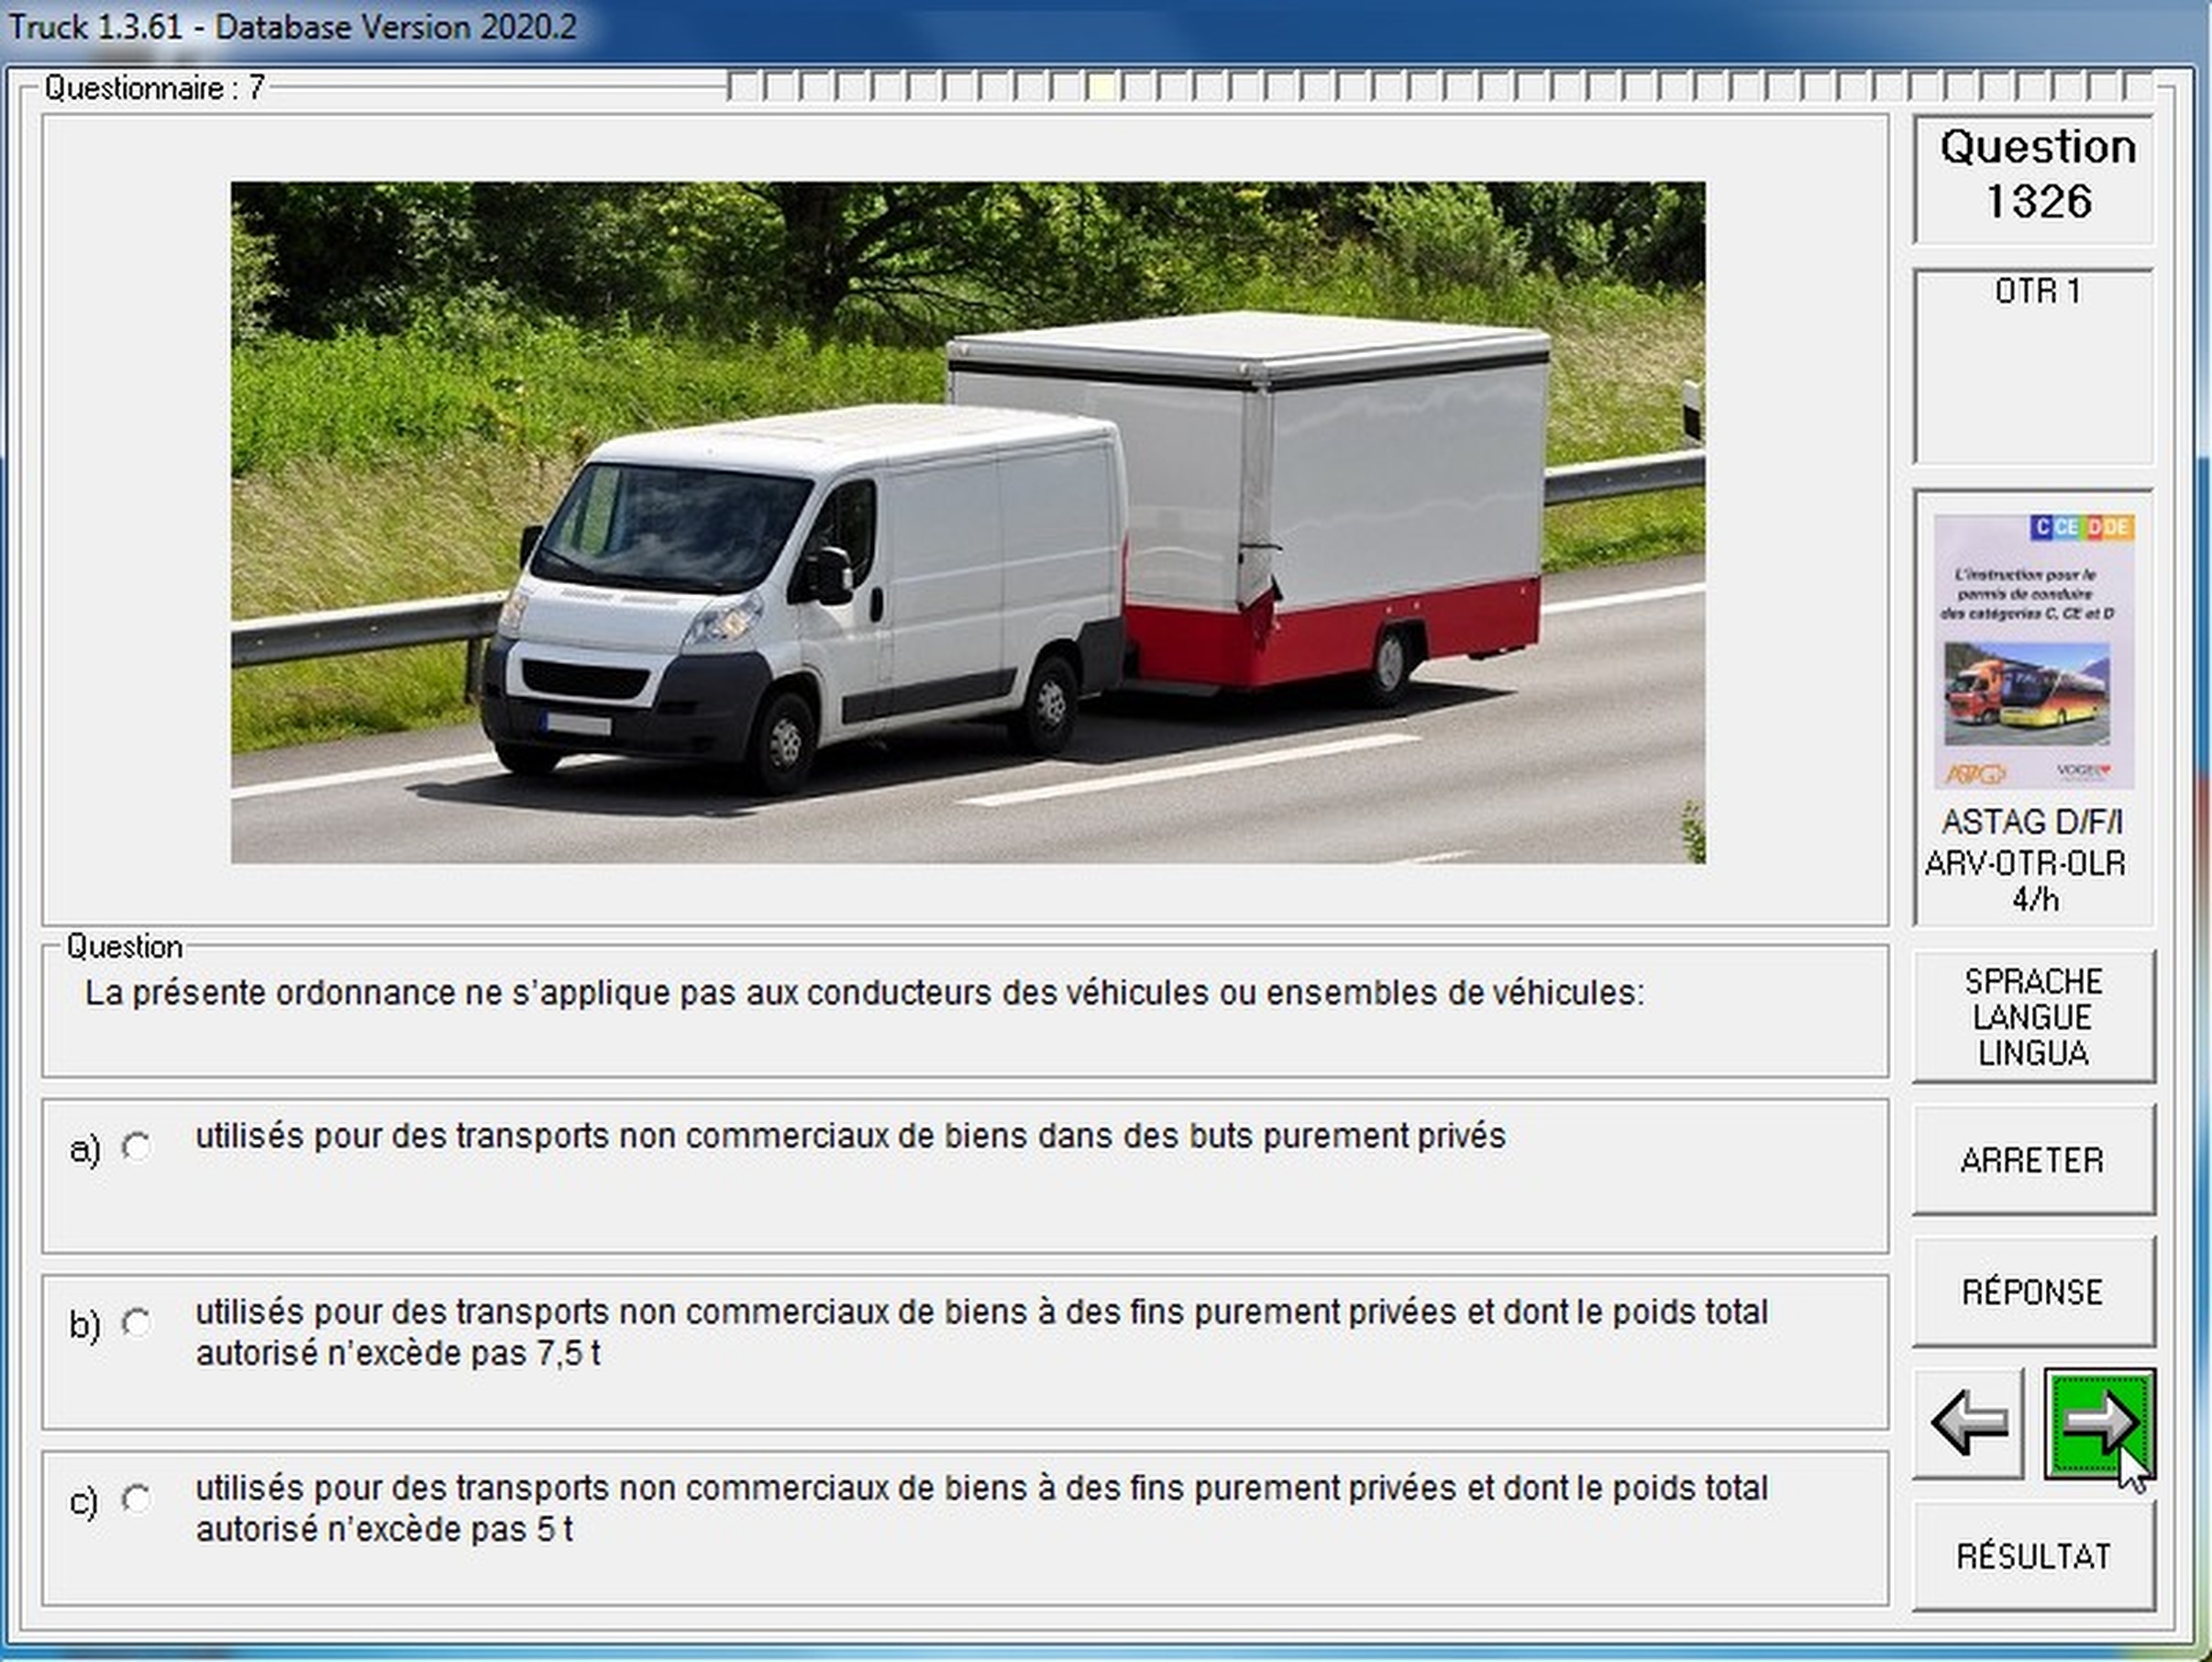 Truck 1.3.61 - Database Version 2020.2
Questionnaire : 7
Question
1326
OTR 1
C CE D DE
L'instruction pour le
permis de conduire
des catégories C, CE et D
ASTAG
VOGEL
ASTAG D/F/I
ARV-OTR-OLR
4/h
Question
La présente ordonnance ne s’applique pas aux conducteurs des véhicules ou ensembles de véhicules:
a) utilisés pour des transports non commerciaux de biens dans des buts purement privés
b) utilisés pour des transports non commerciaux de biens à des fins purement privées et dont le poids total
autorisé n’excède pas 7,5 t
c) utilisés pour des transports non commerciaux de biens à des fins purement privées et dont le poids total
autorisé n’excède pas 5 t
SPRACHE
LANGUE
LINGUA
ARRETER
RÉPONSE
RÉSULTAT